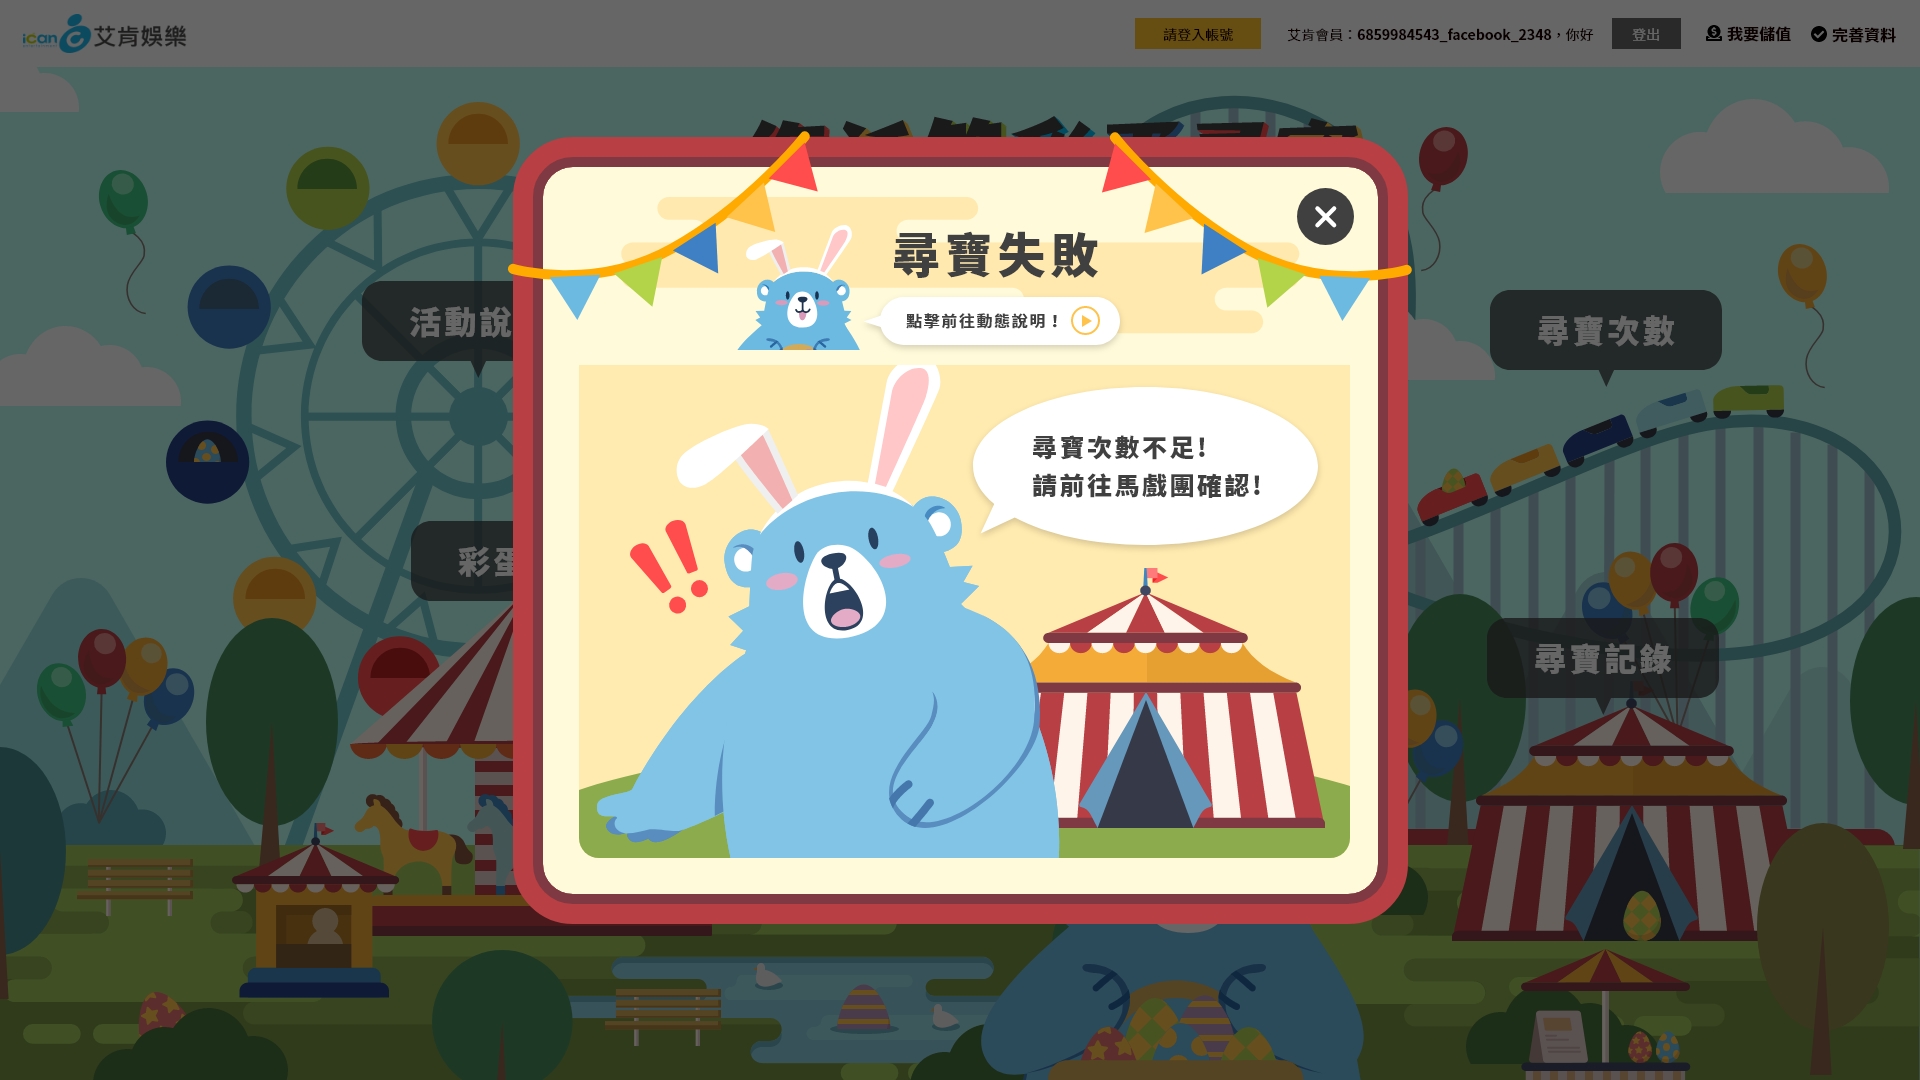 ican 艾肯娛樂
請登入帳號
艾肯會員：6859984543_facebook_2348，你好
登出
我要儲值
完善資料
尋寶失敗
點擊前往動態說明！
活動說
尋寶次數
尋寶次數不足!
請前往馬戲團確認!
彩蛋
尋寶記錄